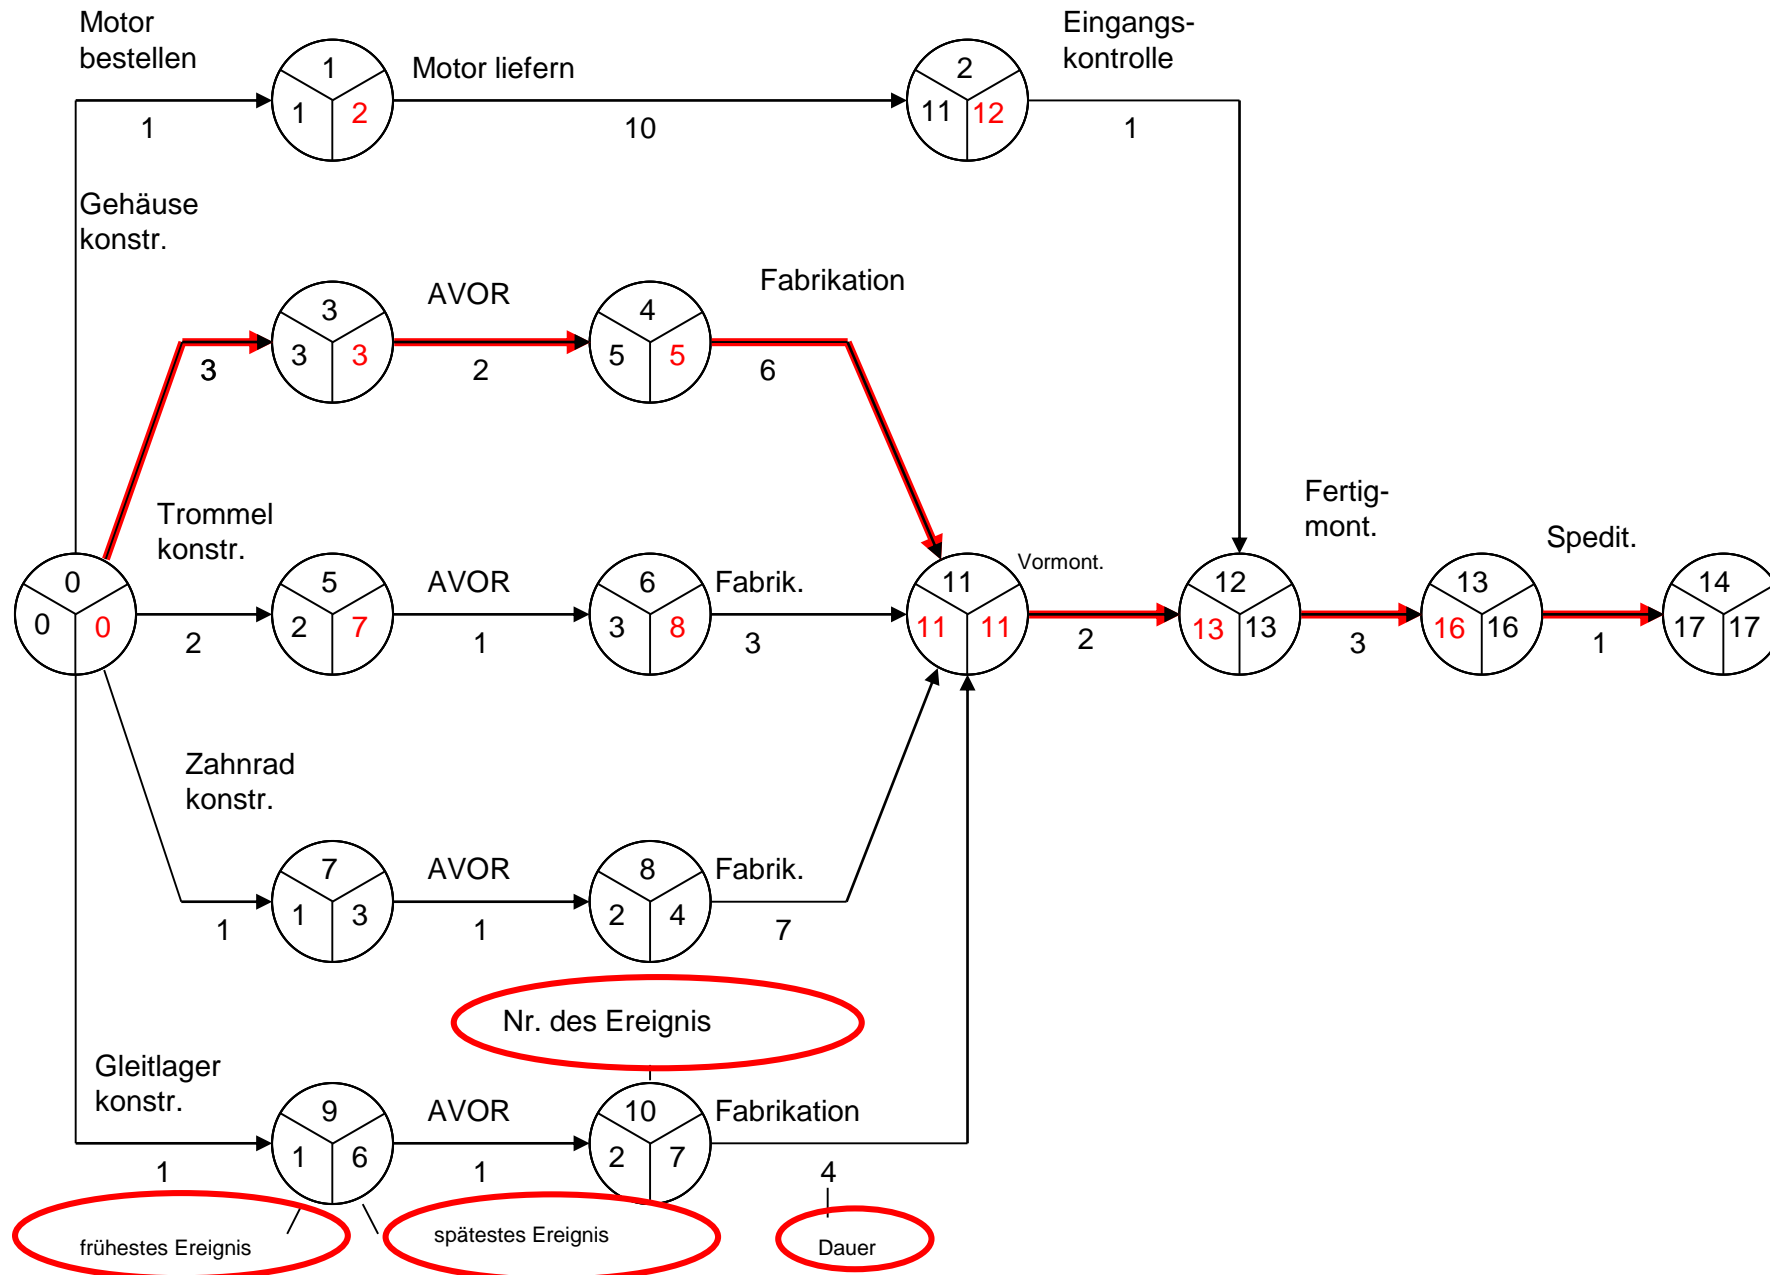 Motor
bestellen
Eingangs-
kontrolle
1
1 2
Motor liefern
2
11 12
1
10
1
Gehäuse
konstr.
AVOR
Fabrikation
3
3 3
4
5 5
3
2
6
Trommel
konstr.
Fertig-
mont.
Spedit.
0
0 0
5
2 7
AVOR
6
3 8
Fabrik.
11
11 11
Vormont.
12
13 13
13
16 16
14
17 17
2
1
3
2
3
1
Zahnrad
konstr.
7
1 3
AVOR
8
2 4
Fabrik.
1
1
7
Nr. des Ereignis
Gleitlager
konstr.
9
1 6
AVOR
10
2 7
Fabrikation
1
1
4
frühestes Ereignis
spätestes Ereignis
Dauer